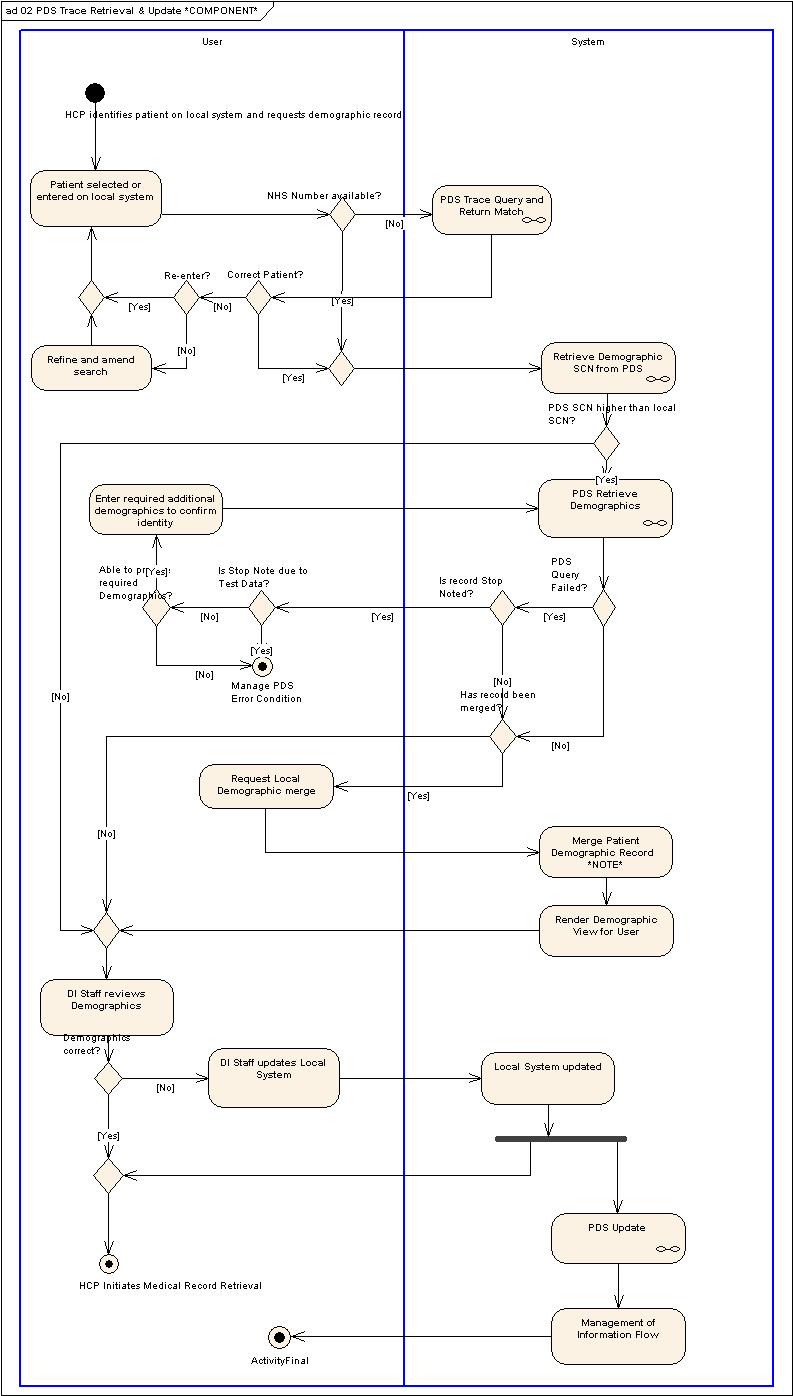 ad 02 PDS Trace Retrieval & Update *COMPONENT*
User
System
HCP identifies patient on local system and requests demographic record
Patient selected or
entered on local system
NHS Number available?
PDS Trace Query and
Return Match
[No]
Re-enter?
Correct Patient?
[Yes]
[No]
[Yes]
[No]
Refine and amend
search
[Yes]
Retrieve Demographic
SCN from PDS
PDS SCN higher than local
SCN?
[Yes]
Enter required additional
demographics to confirm
identity
PDS Retrieve
Demographics
Able to
required
Demographics?
[Yes]
Is Stop Note due to
Test Data?
Is record Stop
Noted?
PDS
Query
Failed?
[No]
[Yes]
[Yes]
[Yes]
[No]
Manage PDS
Error Condition
[No]
[No]
Has record been
merged?
[No]
Request Local
Demographic merge
[Yes]
[No]
Merge Patient
Demographic Record
*NOTE*
Render Demographic
View for User
DI Staff reviews
Demographics
Demographics
correct?
[No]
DI Staff updates Local
System
Local System updated
[Yes]
PDS Update
HCP Initiates Medical Record Retrieval
Management of
Information Flow
ActivityFinal